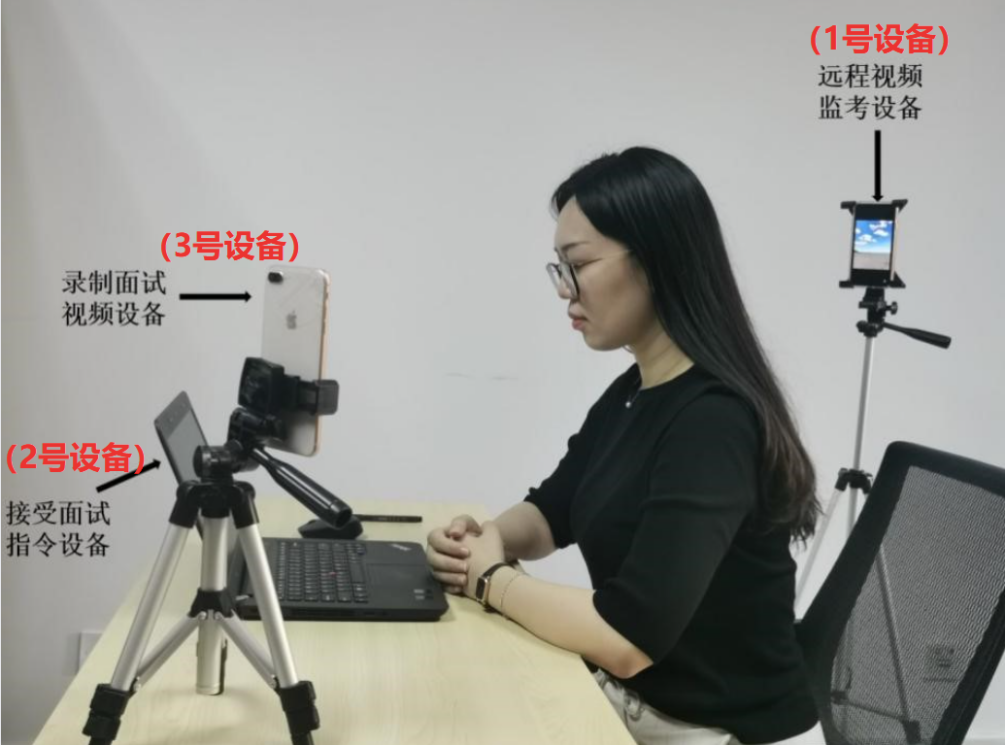 （1号设备）
远程视频
监考设备
（3号设备）
录制面试
视频设备
（2号设备）
接受面试
指令设备